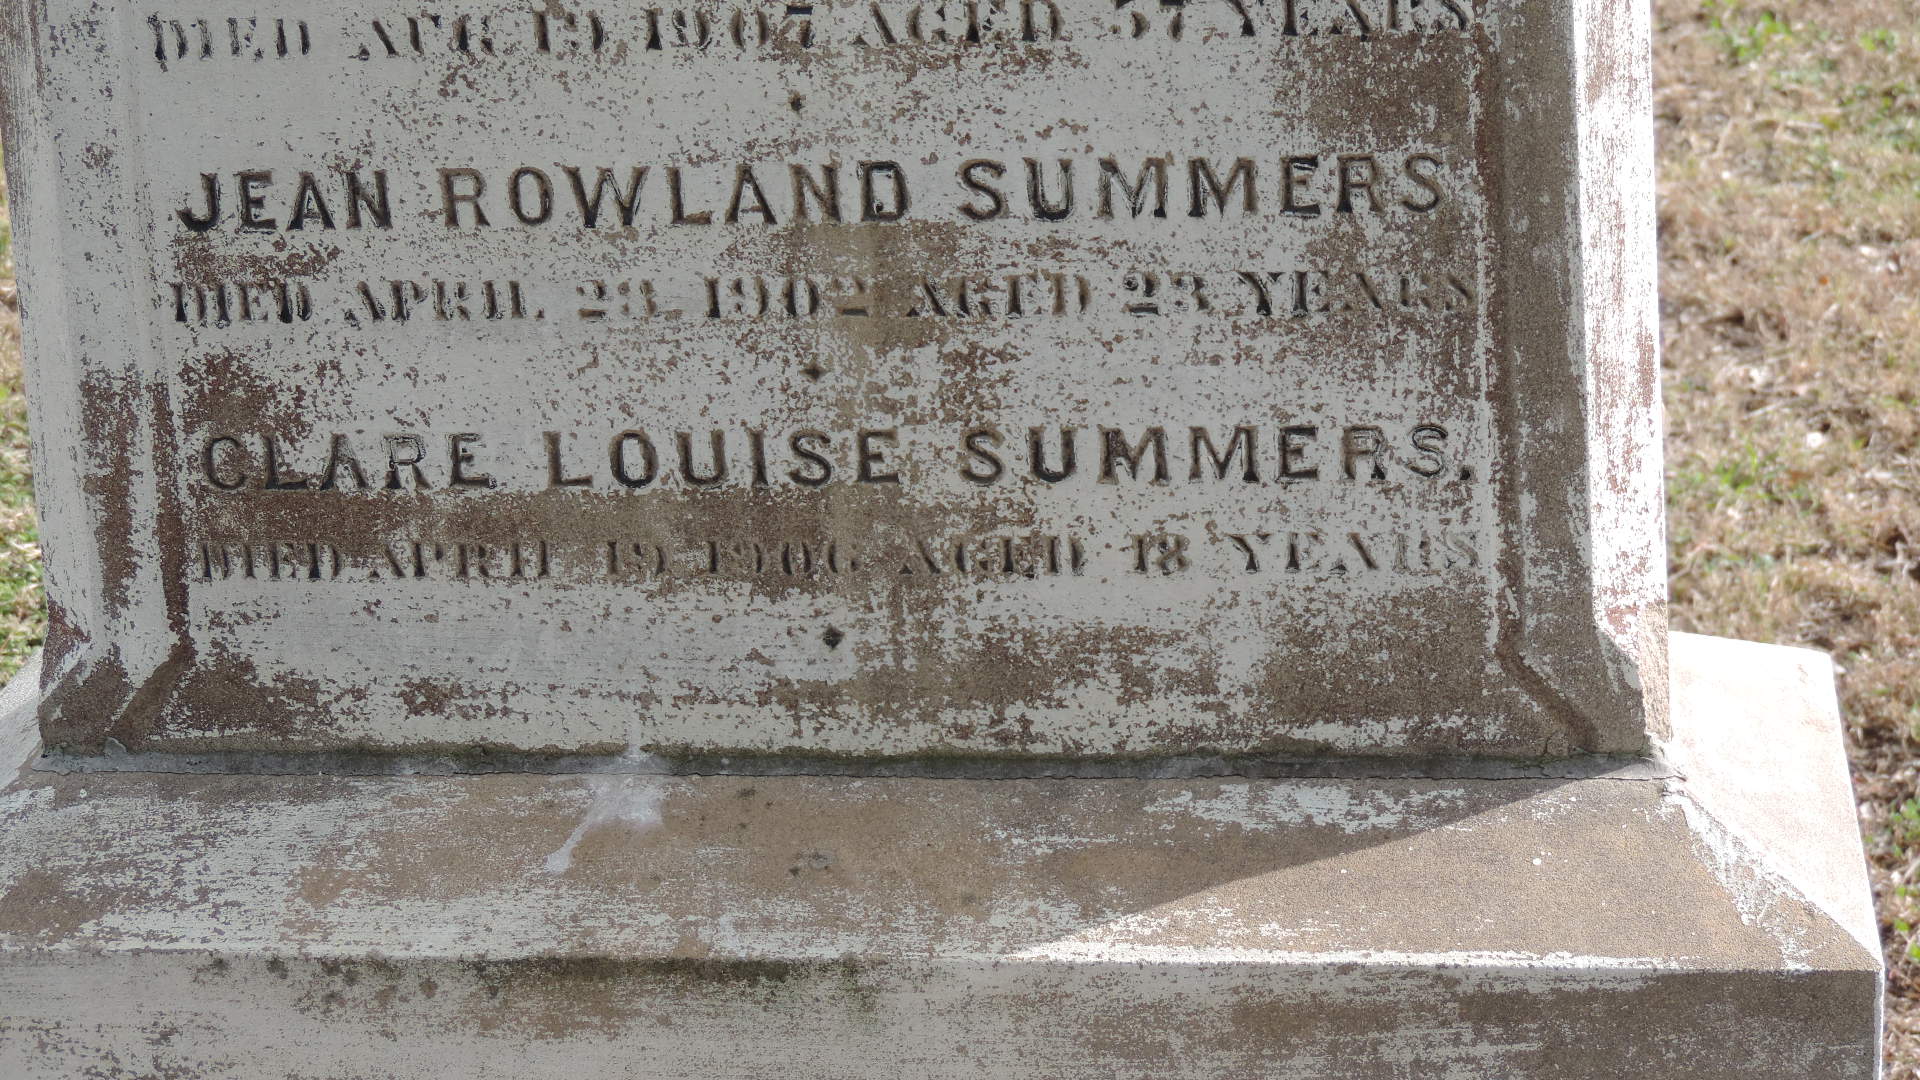 DIED APR 19 1907 AGED 57 YEARS
JEAN ROWLAND SUMMERS
DIED APRIL 23. 1902 AGED 23 YEARS
CLARE LOUISE SUMMERS.
DIED APRIL 19 1906 AGED 18 YEARS